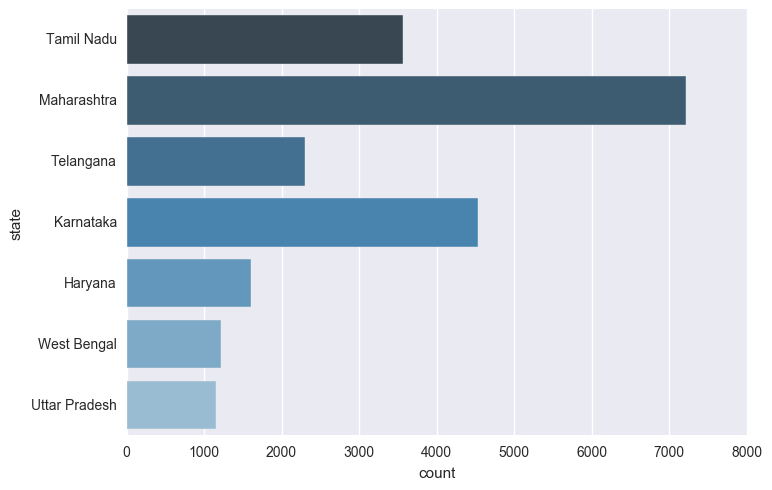 Tamil Nadu
Maharashtra
Telangana
Karnataka
Haryana
West Bengal
Uttar Pradesh
state
0 1000 2000 3000 4000 5000 6000 7000 8000
count